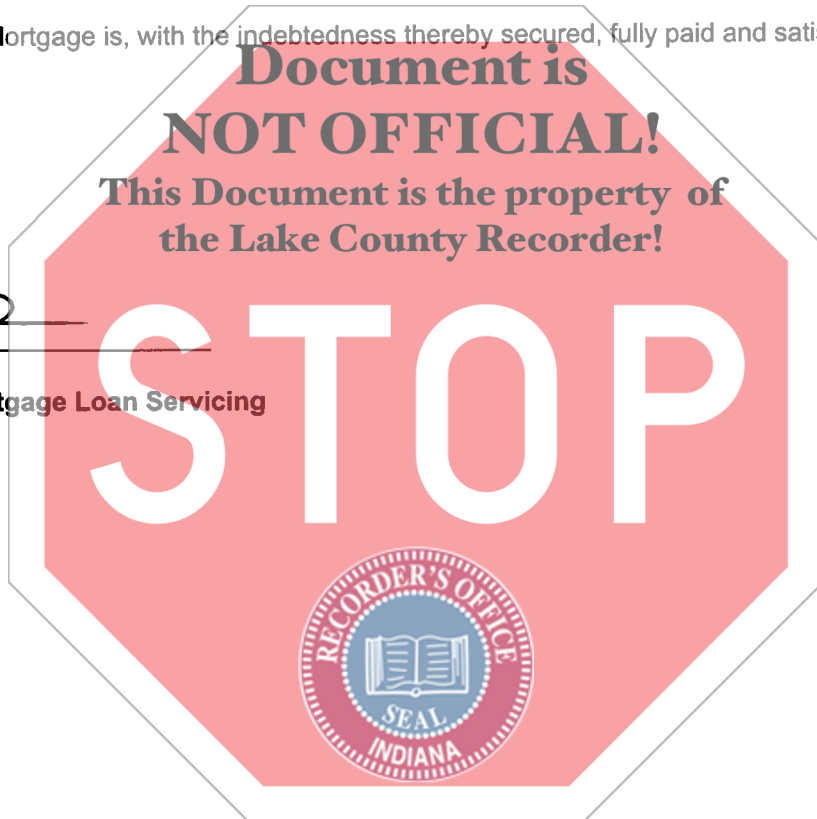 ortgage is, with the indebtedness thereby secured, fully paid and
Document is
NOT OFFICIAL!
This Document is the property of
the Lake County Recorder!
tgage Loan Servicing
STOP
RECORDER'S OFFICE
SEAL
INDIANA